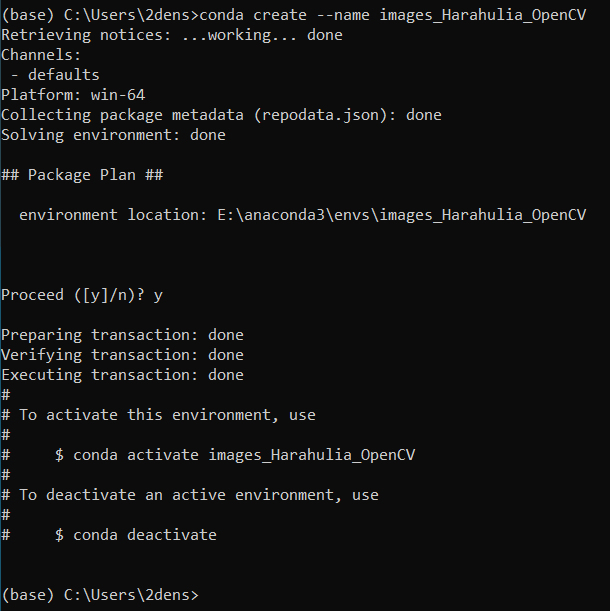 (base) C:\Users\2dens>conda create --name images_Harahulia_OpenCV
Retrieving notices: ...working... done
Channels:
 - defaults
Platform: win-64
Collecting package metadata (repodata.json): done
Solving environment: done

## Package Plan ##

  environment location: E:\anaconda3\envs\images_Harahulia_OpenCV



Proceed ([y]/n)? y

Preparing transaction: done
Verifying transaction: done
Executing transaction: done
#
# To activate this environment, use
#
#     $ conda activate images_Harahulia_OpenCV
#
# To deactivate an active environment, use
#
#     $ conda deactivate


(base) C:\Users\2dens>